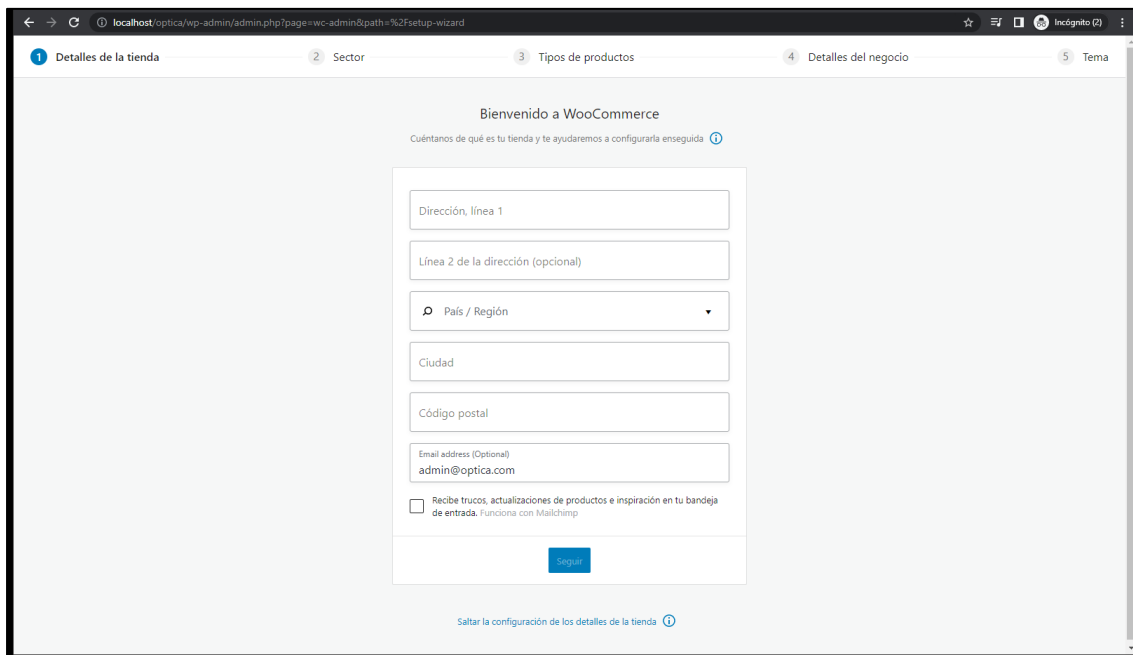 localhost/optica/wp-admin/admin.php?page=wc-admin&path=%2Fsetup-wizard
Incógnito (2)
1 Detalles de la tienda 2 Sector 3 Tipos de productos 4 Detalles del negocio 5 Tema
Bienvenido a WooCommerce
Cuéntanos de qué es tu tienda y te ayudaremos a configurarla enseguida
Dirección, línea 1
Línea 2 de la dirección (opcional)
País / Región
Ciudad
Código postal
Email address (Optional)
admin@optica.com
Recibe trucos, actualizaciones de productos e inspiración en tu bandeja
de entrada. Funciona con Mailchimp
Seguir
Saltar la configuración de los detalles de la tienda